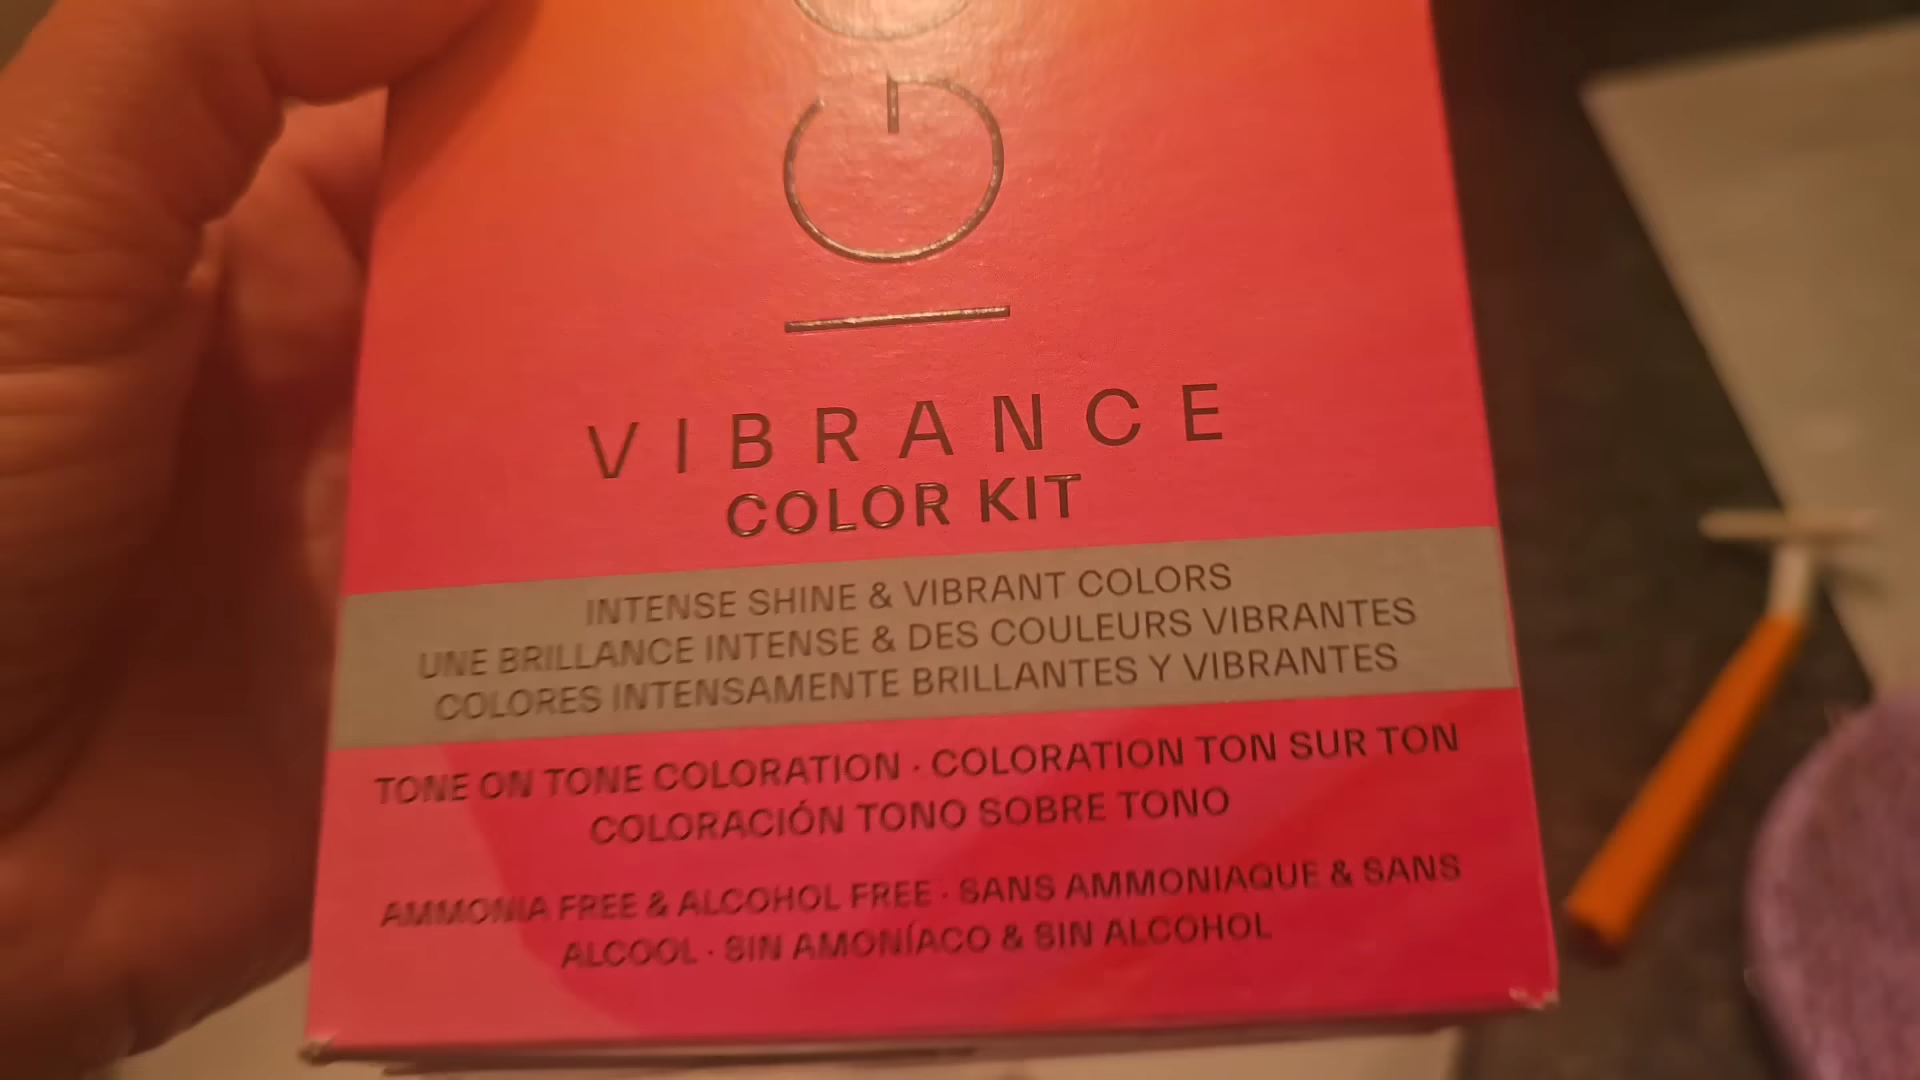 IG
VIBRANCE
COLOR KIT
INTENSE SHINE & VIBRANT COLORS
UNE BRILLANCE INTENSE & DES COULEURS VIBRANTES
COLORES INTENSAMENTE BRILLANTES Y VIBRANTES
TONE ON TONE COLORATION · COLORATION TON SUR TON
COLORACIÓN TONO SOBRE TONO
AMMONIA FREE & ALCOHOL FREE · SANS AMMONIAQUE & SANS
ALCOOL · SIN AMONÍACO & SIN ALCOHOL